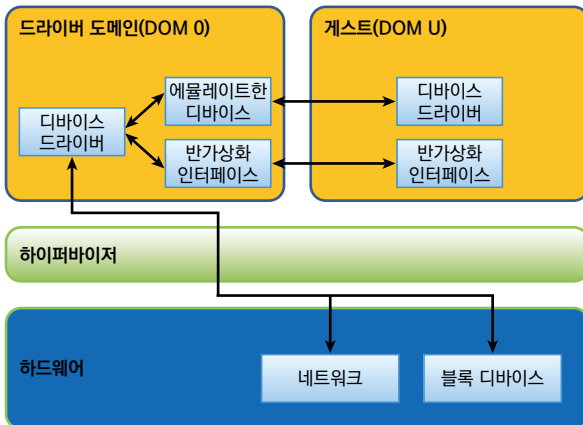 드라이버 도메인(DOM 0)
게스트(DOM U)
에뮬레이트한
디바이스
디바이스
드라이버
디바이스
드라이버
반가상화
인터페이스
반가상화
인터페이스
하이퍼바이저
하드웨어
네트워크
블록 디바이스